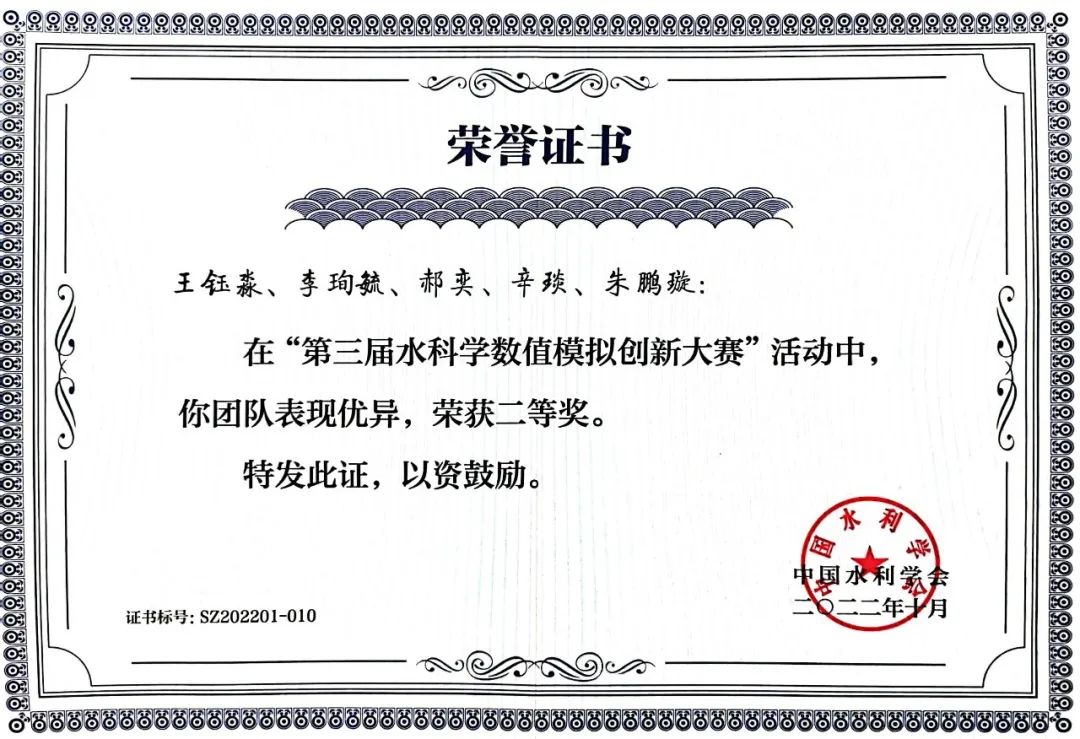 荣誉证书
王钰淼、李珣毓、郝奕、辛琰、朱鹏璇：
在“第三届水科学数值模拟创新大赛”活动中，
你团队表现优异，荣获二等奖。
特发此证，以资鼓励。
中国水利学会
中国水利学会
二〇二二年十月
证书标号：SZ202201-010